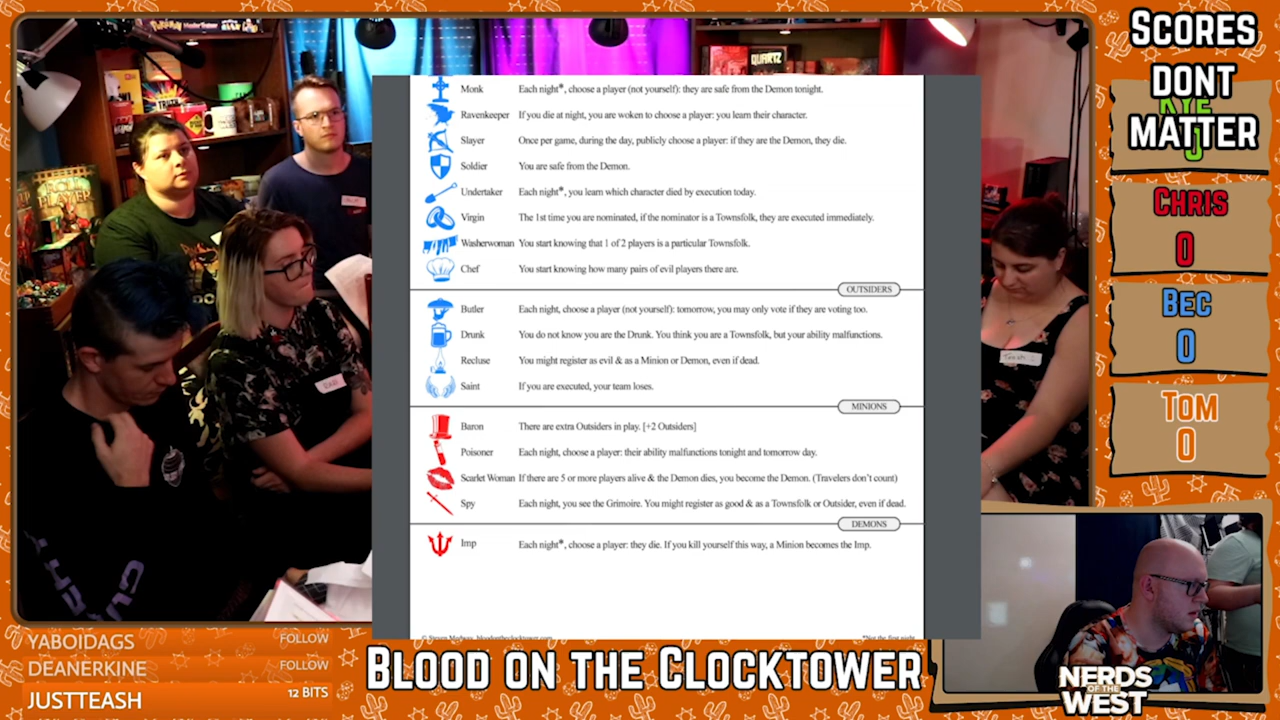 SCORES
DONT
MATTER
CHRIS
0
BEC
0
TOM
0
QUARTZ
TRUTH
Monk Each night*, choose a player (not yourself): they are safe from the Demon tonight.
Ravenkeeper If you die at night, you are woken to choose a player: you learn their character.
Slayer Once per game, during the day, publicly choose a player: if they are the Demon, they die.
Soldier You are safe from the Demon.
Undertaker Each night*, you learn which character died by execution today.
Virgin The 1st time you are nominated, if the nominator is a Townsfolk, they are executed immediately.
Washerwoman You start knowing that 1 of 2 players is a particular Townsfolk.
Chef You start knowing how many pairs of evil players there are.
OUTSIDERS
Butler Each night, choose a player (not yourself): tomorrow, you may only vote if they are voting too.
Drunk You do not know you are the Drunk. You think you are a Townsfolk, but your ability malfunctions.
Recluse You might register as evil & as a Minion or Demon, even if dead.
Saint If you are executed, your team loses.
MINIONS
Baron There are extra Outsiders in play. [+2 Outsiders]
Poisoner Each night, choose a player: their ability malfunctions tonight and tomorrow day.
Scarlet Woman If there are 5 or more players alive & the Demon dies, you become the Demon. (Travelers don't count)
Spy Each night, you see the Grimoire. You might register as good & as a Townsfolk or Outsider, even if dead.
DEMONS
Imp Each night*, choose a player: they die. If you kill yourself this way, a Minion becomes the Imp.
*Not the first night
YABOIDAGS FOLLOW
DEANERKINE FOLLOW
JUSTTEASH 12 BITS
BLOOD ON THE CLOCKTOWER
NERDS
OF THE
WEST